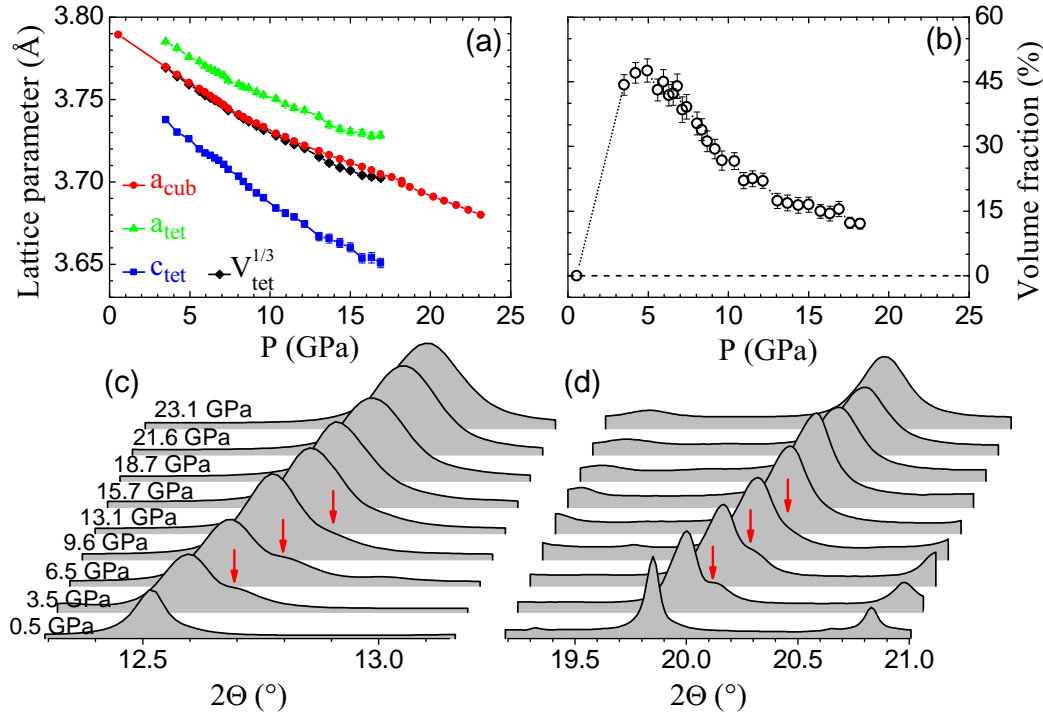 3.80
3.75
3.70
3.65
Lattice parameter (Å)
(a)
a_cub
a_tet
c_tet
V_tet^1/3
0 5 10 15 20 25
P (GPa)
(b)
60
45
30
15
0
Volume fraction (%)
0 5 10 15 20 25
P (GPa)
(c)
23.1 GPa
21.6 GPa
18.7 GPa
15.7 GPa
13.1 GPa
9.6 GPa
6.5 GPa
3.5 GPa
0.5 GPa
12.5 13.0
2Θ (°)
(d)
19.5 20.0 20.5 21.0
2Θ (°)